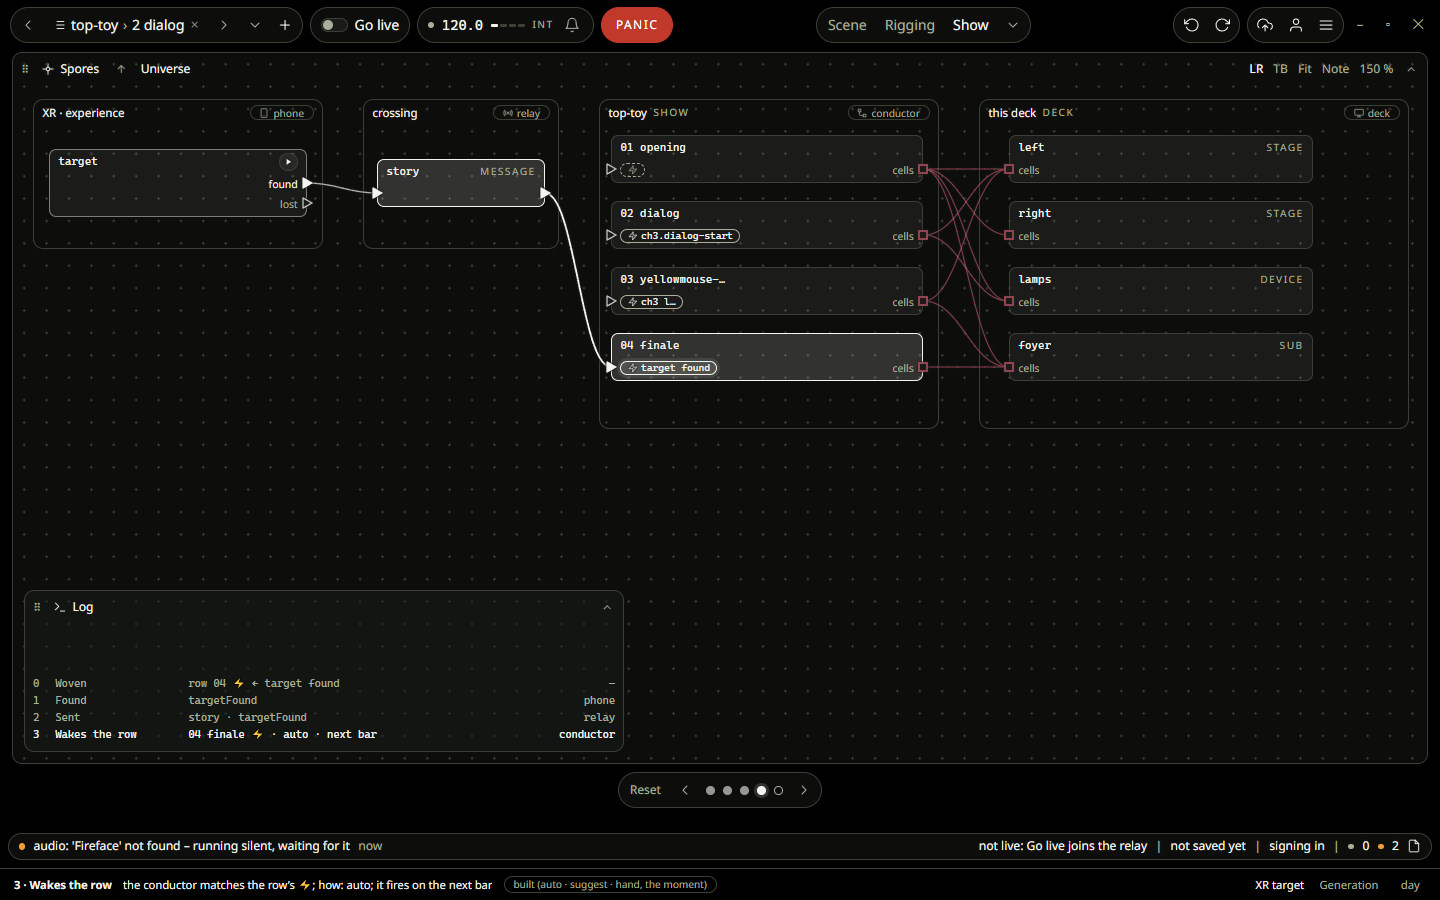 top-toy › 2 dialog ×
Go live
120.0 INT
PANIC
Scene Rigging Show
Spores ↑ Universe
LR TB Fit Note 150 %
XR · experience phone
target
found
lost
crossing relay
story MESSAGE
top-toy SHOW conductor
01 opening
cells
02 dialog
ch3.dialog-start cells
03 yellowmouse-…
ch3 l… cells
04 finale
target found cells
this deck DECK deck
left STAGE
cells
right STAGE
cells
lamps DEVICE
cells
foyer SUB
cells
Log
0 Woven row 04 ⚡ ← target found –
1 Found targetFound phone
2 Sent story · targetFound relay
3 Wakes the row 04 finale ⚡ · auto · next bar conductor
Reset
audio: 'Fireface' not found – running silent, waiting for it now
not live: Go live joins the relay | not saved yet | signing in | 0 2
3 · Wakes the row the conductor matches the row's ⚡; how: auto; it fires on the next bar built (auto · suggest · hand, the moment)
XR target Generation day